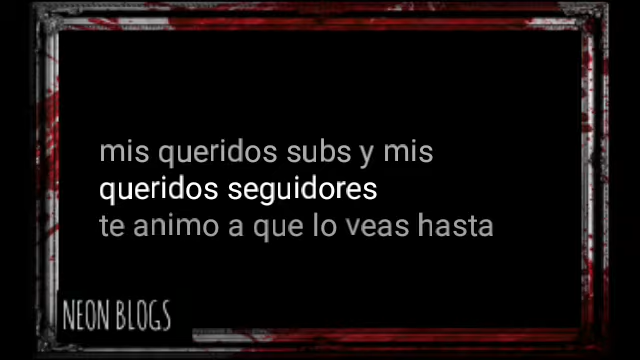 mis queridos subs y mis
queridos seguidores
te animo a que lo veas hasta
NEON BLOGS